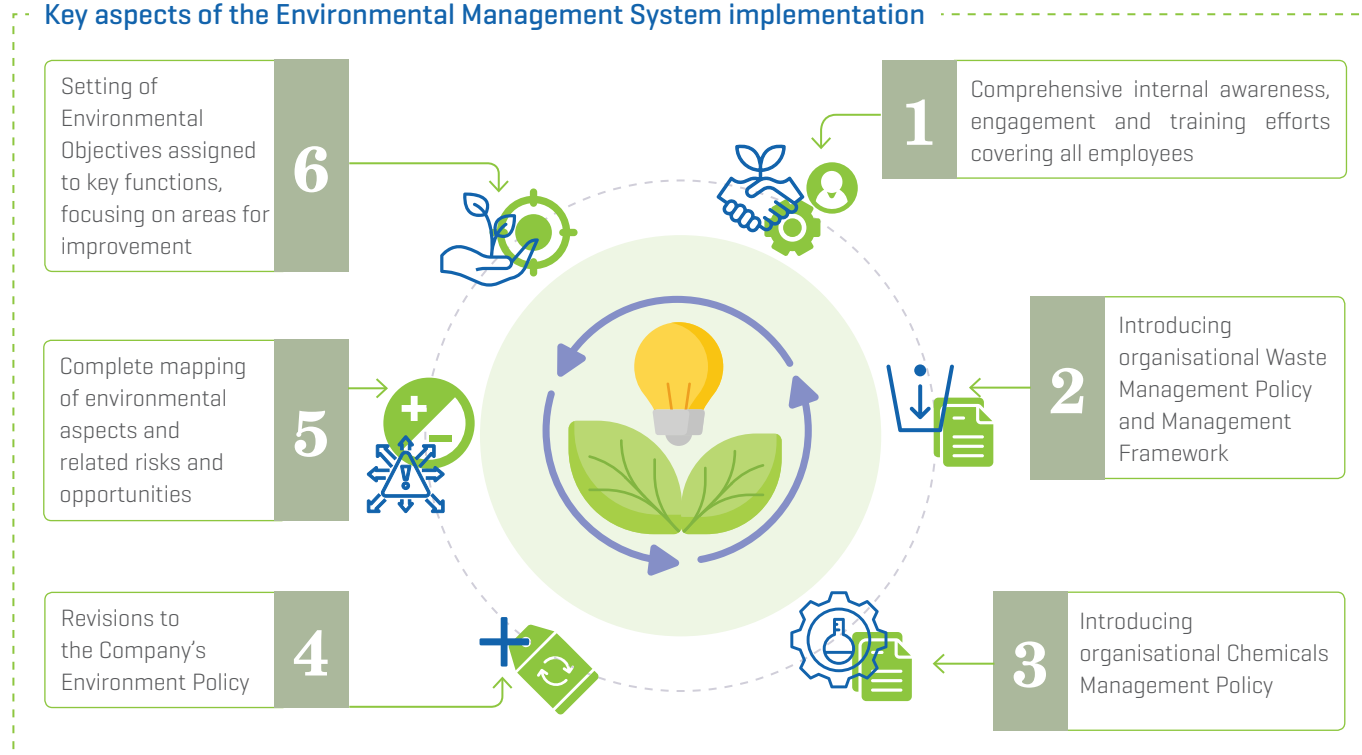 Key aspects of the Environmental Management System implementation
1
Comprehensive internal awareness,
engagement and training efforts
covering all employees
2
Introducing
organisational Waste
Management Policy
and Management
Framework
3
Introducing
organisational Chemicals
Management Policy
4
Revisions to
the Company's
Environment Policy
5
Complete mapping
of environmental
aspects and
related risks and
opportunities
6
Setting of
Environmental
Objectives assigned
to key functions,
focusing on areas for
improvement